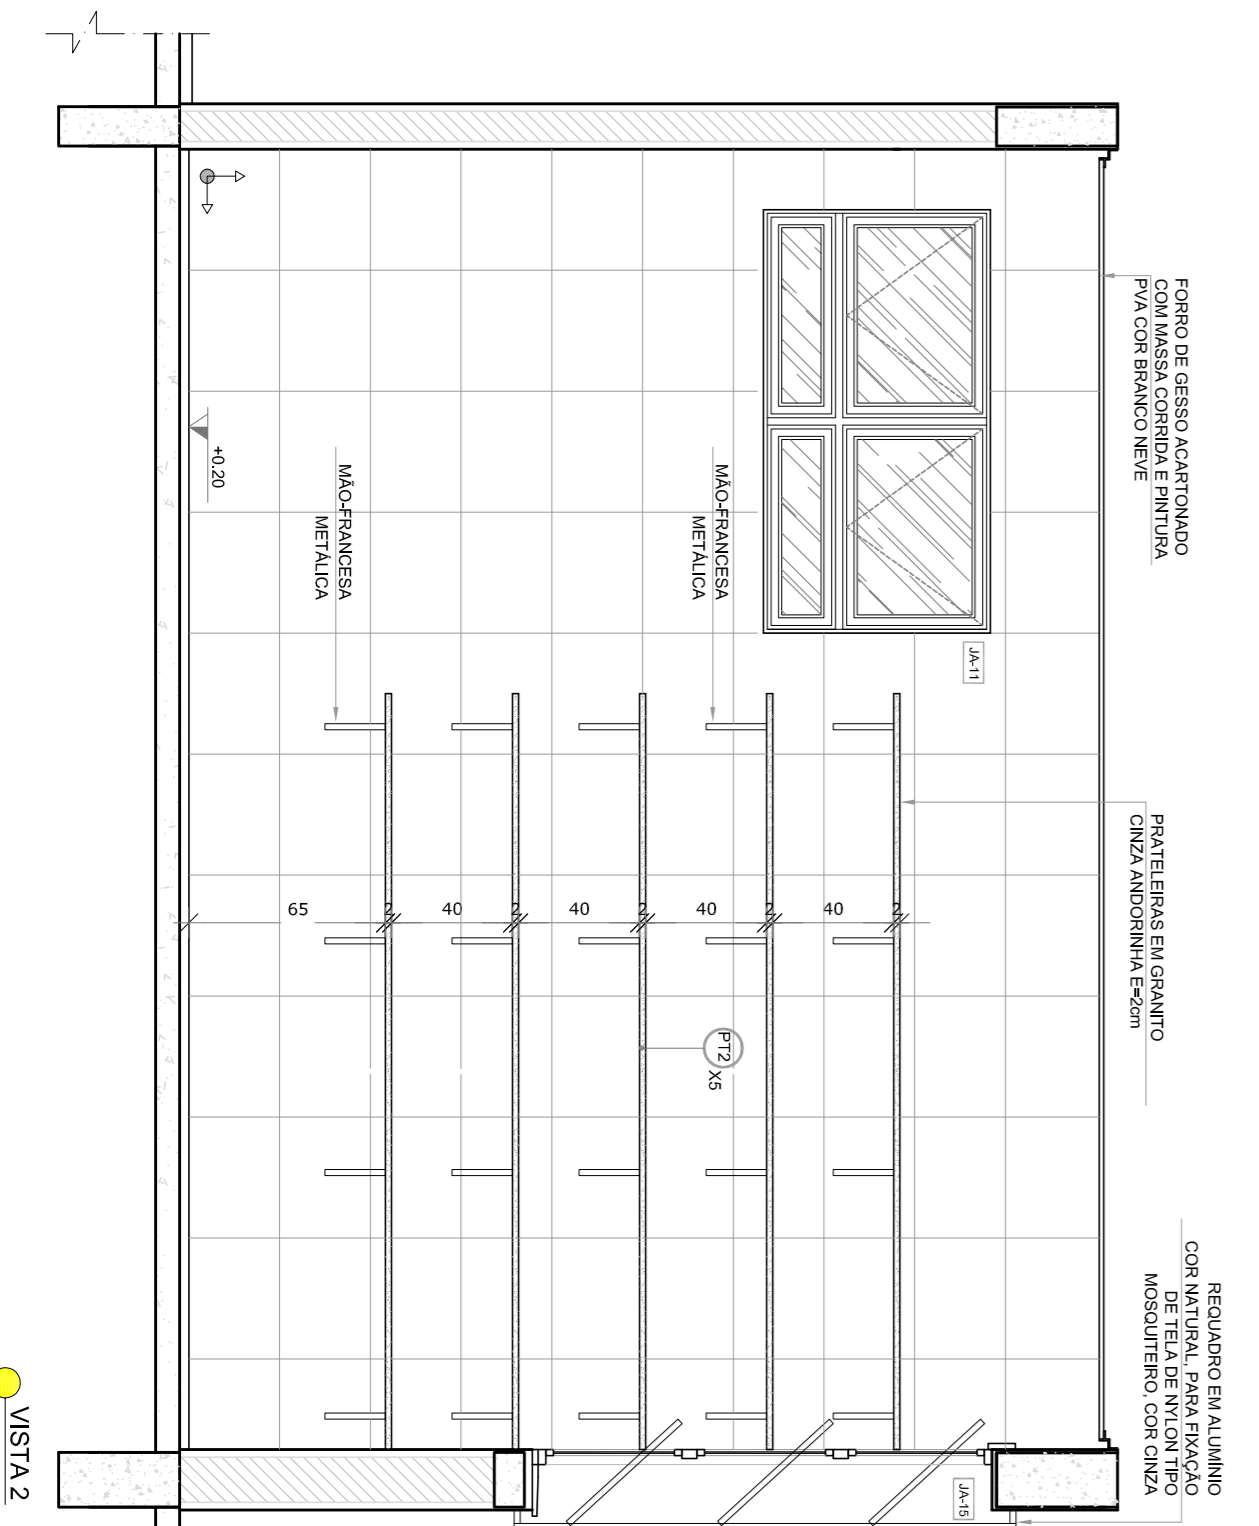 FORRO DE GESSO ACARTONADO
COM MASSA CORRIDA E PINTURA
PVA COR BRANCO NEVE
PRATELEIRAS EM GRANITO
CINZA ANDORINHA E=2cm
REQUADRO EM ALUMÍNIO
COR NATURAL, PARA FIXAÇÃO
DE TELA DE NYLON TIPO
MOSQUITEIRO, COR CINZA
JA-11
JA-15
2
40
2
40
2
40
2
40
2
65
MÃO-FRANCESA
METÁLICA
PT2
X5
MÃO-FRANCESA
METÁLICA
+0.20
VISTA 2